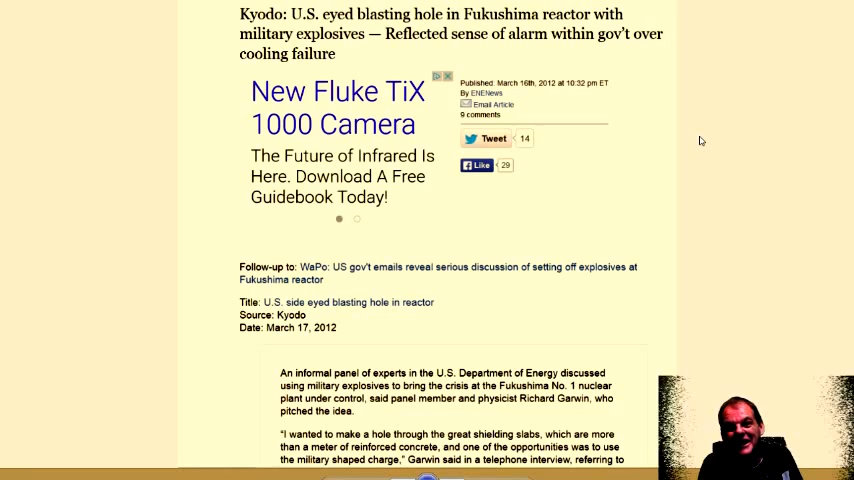 Kyodo: U.S. eyed blasting hole in Fukushima reactor with
military explosives — Reflected sense of alarm within gov't over
cooling failure
New Fluke TiX
1000 Camera
The Future of Infrared Is
Here. Download A Free
Guidebook Today!
Published: March 16th, 2012 at 10:32 pm ET
By ENENews
Email Article
9 comments
Tweet 14
Like 29
Follow-up to: WaPo: US gov't emails reveal serious discussion of setting off explosives at
Fukushima reactor
Title: U.S. side eyed blasting hole in reactor
Source: Kyodo
Date: March 17, 2012
An informal panel of experts in the U.S. Department of Energy discussed
using military explosives to bring the crisis at the Fukushima No. 1 nuclear
plant under control, said panel member and physicist Richard Garwin, who
pitched the idea.
“I wanted to make a hole through the great shielding slabs, which are more
than a meter of reinforced concrete, and one of the opportunities was to use
the military shaped charge,” Garwin said in a telephone interview, referring to